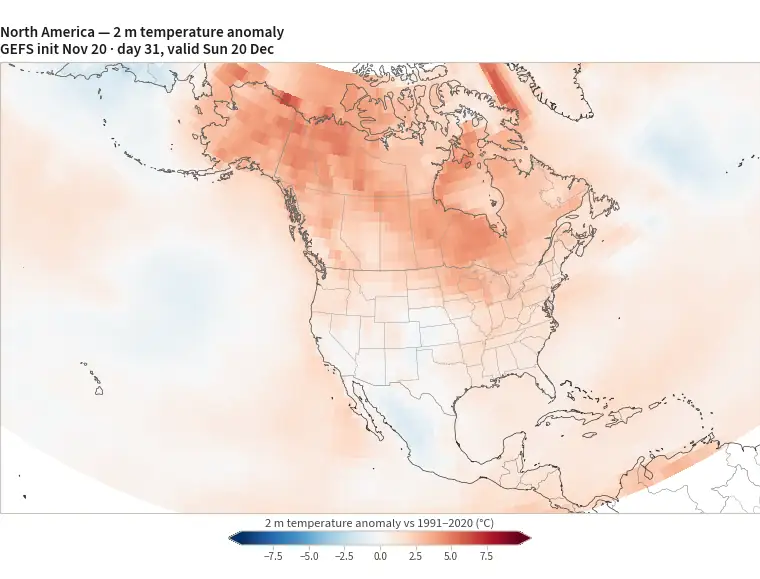 North America — 2 m temperature anomaly
GEFS init Nov 20 · day 31, valid Sun 20 Dec
2 m temperature anomaly vs 1991–2020 (°C)
−7.5 −5.0 −2.5 0.0 2.5 5.0 7.5